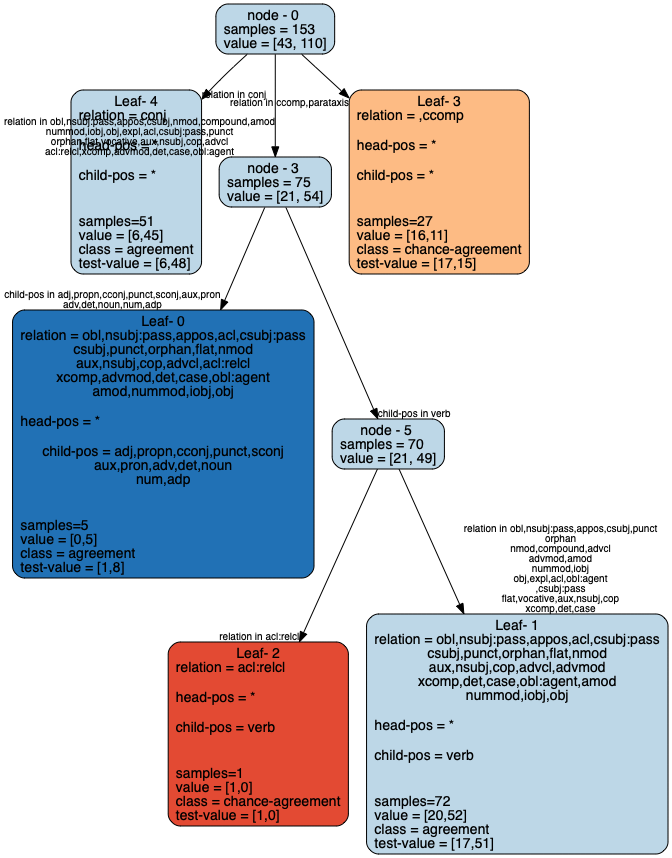 node - 0
samples = 153
value = [43, 110]
relation in conj
relation in ccomp,parataxis
relation in obl,nsubj:pass,appos,csubj,nmod,compound,amod
nummod,iobj,obj,expl,acl,csubj:pass,punct
orphan,flat,vocative,aux,nsubj,cop,advcl
acl:relcl,xcomp,advmod,det,case,obl:agent
Leaf- 4
relation = conj
head-pos = *
child-pos = *
samples=51
value = [6,45]
class = agreement
test-value = [6,48]
Leaf- 3
relation = ,ccomp
head-pos = *
child-pos = *
samples=27
value = [16,11]
class = chance-agreement
test-value = [17,15]
node - 3
samples = 75
value = [21, 54]
child-pos in adj,propn,cconj,punct,sconj,aux,pron
adv,det,noun,num,adp
Leaf- 0
relation = obl,nsubj:pass,appos,acl,csubj:pass
csubj,punct,orphan,flat,nmod
aux,nsubj,cop,advcl,acl:relcl
xcomp,advmod,det,case,obl:agent
amod,nummod,iobj,obj
head-pos = *
child-pos = adj,propn,cconj,punct,sconj
aux,pron,adv,det,noun
num,adp
samples=5
value = [0,5]
class = agreement
test-value = [1,8]
child-pos in verb
node - 5
samples = 70
value = [21, 49]
relation in acl:relcl
relation in obl,nsubj:pass,appos,csubj,punct
orphan
nmod,compound,advcl
advmod,amod
nummod,iobj
obj,expl,acl,obl:agent
,csubj:pass
flat,vocative,aux,nsubj,cop
xcomp,det,case
Leaf- 2
relation = acl:relcl
head-pos = *
child-pos = verb
samples=1
value = [1,0]
class = chance-agreement
test-value = [1,0]
Leaf- 1
relation = obl,nsubj:pass,appos,acl,csubj:pass
csubj,punct,orphan,flat,nmod
aux,nsubj,cop,advcl,advmod
xcomp,det,case,obl:agent,amod
nummod,iobj,obj
head-pos = *
child-pos = verb
samples=72
value = [20,52]
class = agreement
test-value = [17,51]